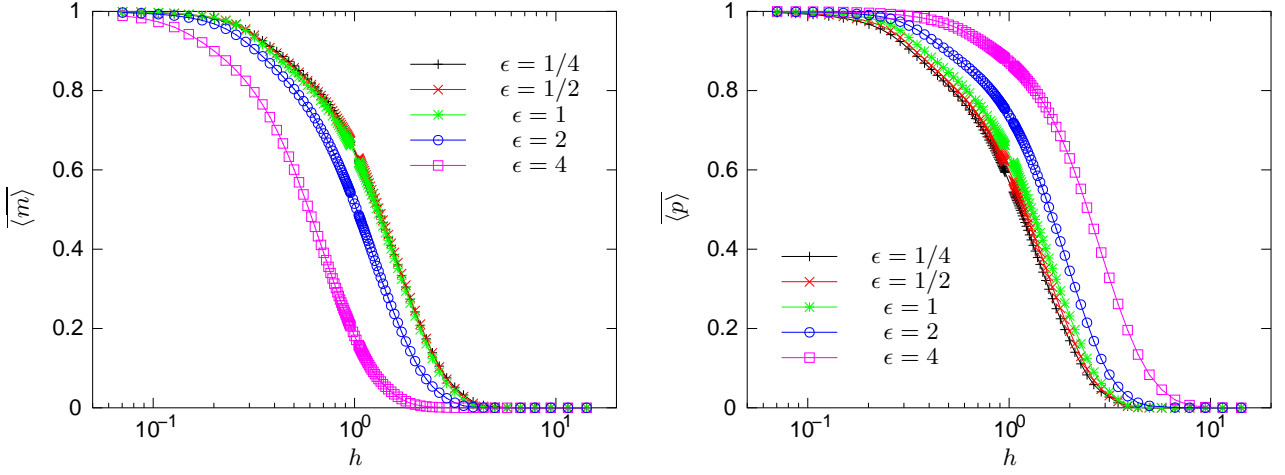 1
0.8
0.6
0.4
0.2
0
10⁻¹
10⁰
10¹
h
⟨m⟩
ϵ = 1/4
ϵ = 1/2
ϵ = 1
ϵ = 2
ϵ = 4
1
0.8
0.6
0.4
0.2
0
10⁻¹
10⁰
10¹
h
⟨p⟩
ϵ = 1/4
ϵ = 1/2
ϵ = 1
ϵ = 2
ϵ = 4